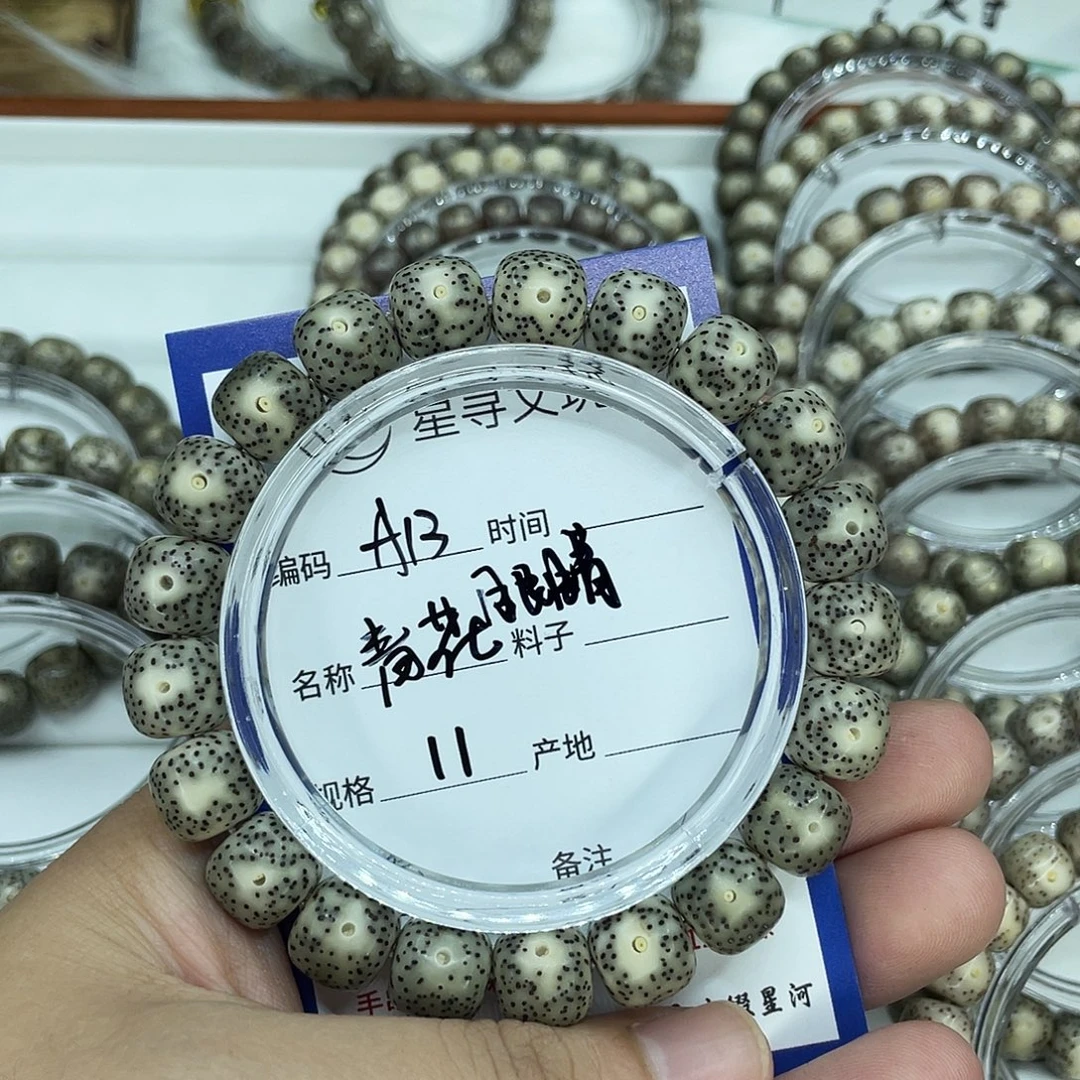 星寻文玩
编码 A13 时间
名称 青花眼睛 料子
规格 11 产地
备注
星河